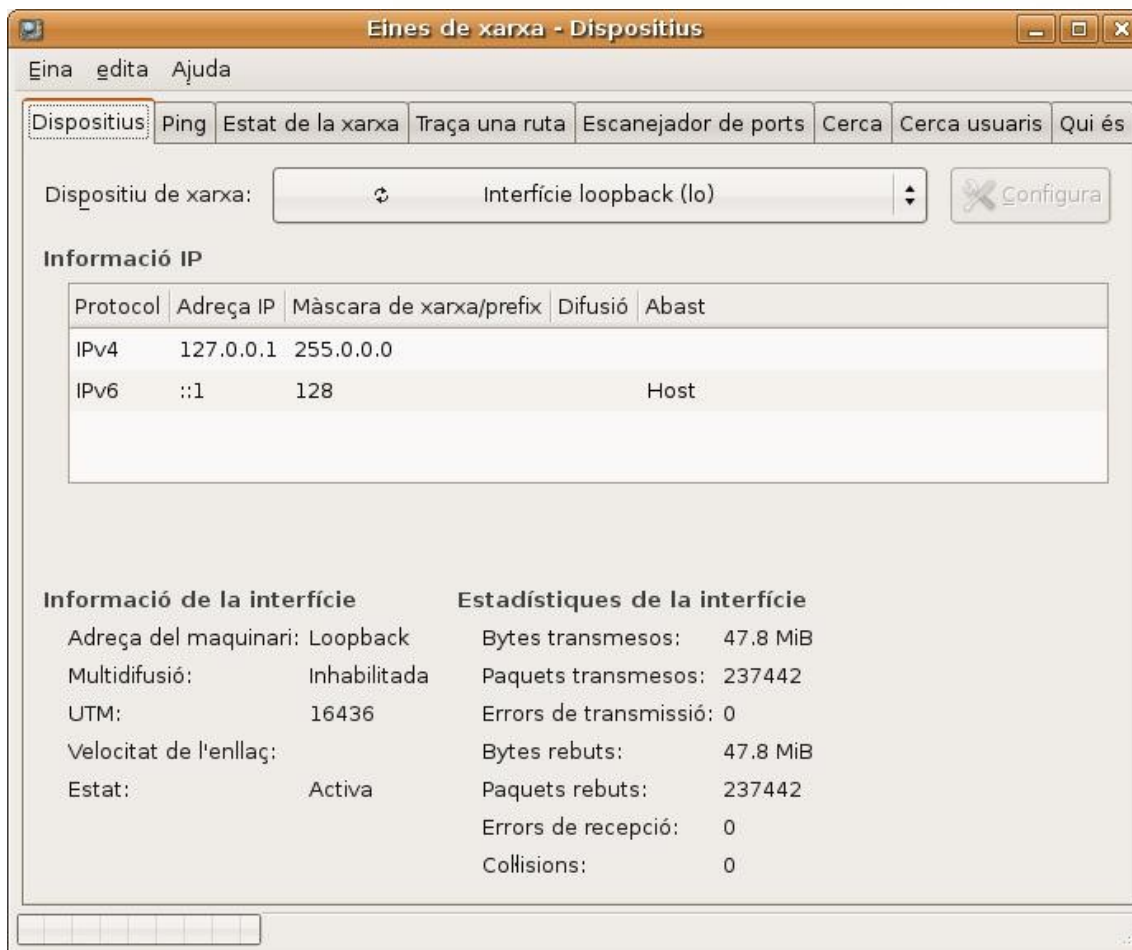 Eines de xarxa - Dispositius
Eina edita Ajuda
Dispositius Ping Estat de la xarxa Traça una ruta Escanejador de ports Cerca Cerca usuaris Qui és
Dispositiu de xarxa: Interfície loopback (lo) Configura
Informació IP
Protocol Adreça IP Màscara de xarxa/prefix Difusió Abast
IPv4 127.0.0.1 255.0.0.0
IPv6 ::1 128 Host
Informació de la interfície Estadístiques de la interfície
Adreça del maquinari: Loopback Bytes transmesos: 47.8 MiB
Multidifusió: Inhabilitada Paquets transmesos: 237442
UTM: 16436 Errors de transmissió: 0
Velocitat de l'enllaç: Bytes rebuts: 47.8 MiB
Estat: Activa Paquets rebuts: 237442
Errors de recepció: 0
Coŀlisions: 0